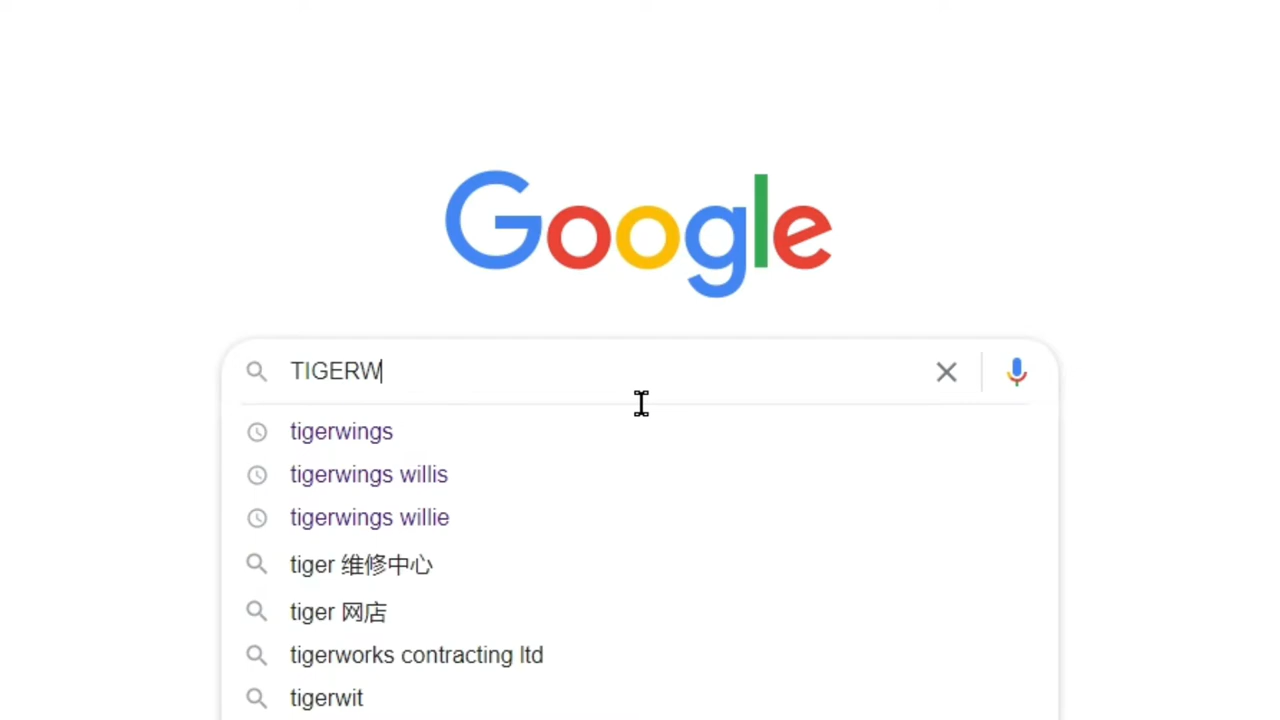 Google
TIGERW
tigerwings
tigerwings willis
tigerwings willie
tiger 维修中心
tiger 网店
tigerworks contracting ltd
tigerwit